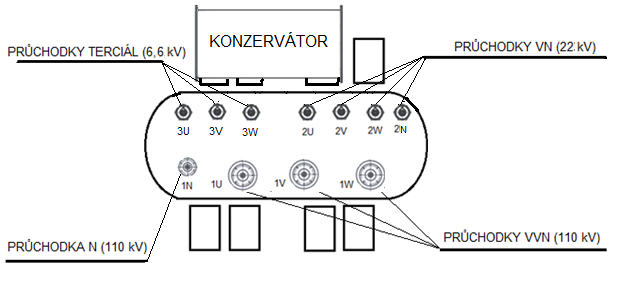 KONZERVÁTOR
PRŮCHODKY TERCIÁL (6,6 kV)
PRŮCHODKY VN (22 kV)
3U 3V 3W 2U 2V 2W 2N
1N 1U 1V 1W
PRŮCHODKA N (110 kV)
PRŮCHODKY VVN (110 kV)